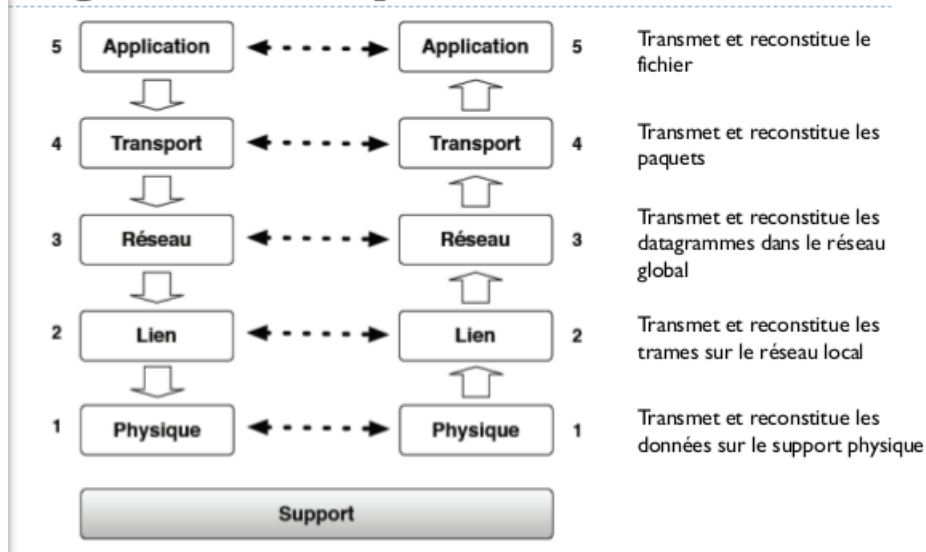 5 Application Application 5 Transmet et reconstitue le
fichier
4 Transport Transport 4 Transmet et reconstitue les
paquets
3 Réseau Réseau 3 Transmet et reconstitue les
datagrammes dans le réseau
global
2 Lien Lien 2 Transmet et reconstitue les
trames sur le réseau local
1 Physique Physique 1 Transmet et reconstitue les
données sur le support physique
Support